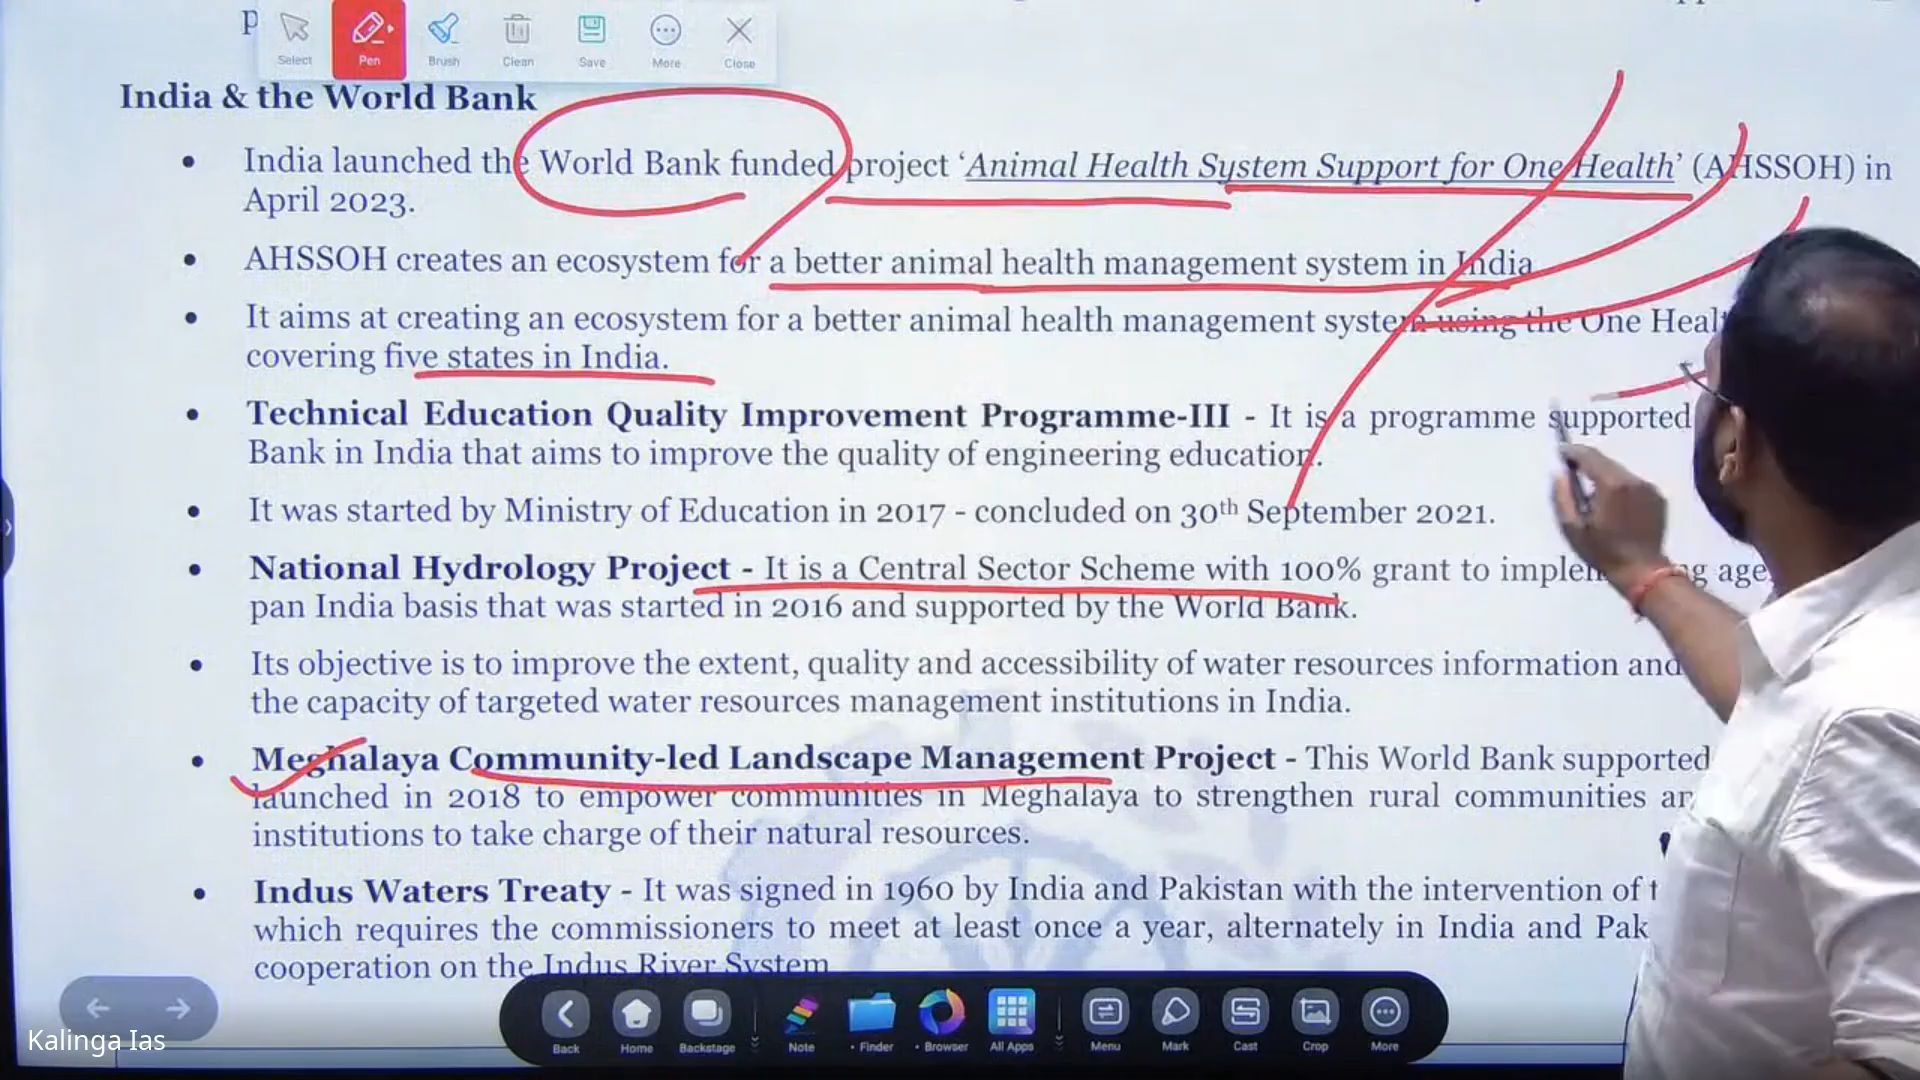 Select Pen Brush Clean Save More Close
India & the World Bank
• India launched the World Bank funded project ‘Animal Health System Support for One Health’ (AHSSOH) in
April 2023.
• AHSSOH creates an ecosystem for a better animal health management system in India
• It aims at creating an ecosystem for a better animal health management system using the One
covering five states in India.
• Technical Education Quality Improvement Programme-III - It is a programme supported
Bank in India that aims to improve the quality of engineering education.
• It was started by Ministry of Education in 2017 - concluded on 30th September 2021.
• National Hydrology Project - It is a Central Sector Scheme with 100% grant to
pan India basis that was started in 2016 and supported by the World Bank.
• Its objective is to improve the extent, quality and accessibility of water resources information and
the capacity of targeted water resources management institutions in India.
• Meghalaya Community-led Landscape Management Project - This World Bank supported
launched in 2018 to empower communities in Meghalaya to strengthen rural communities
institutions to take charge of their natural resources.
• Indus Waters Treaty - It was signed in 1960 by India and Pakistan with the intervention of
which requires the commissioners to meet at least once a year, alternately in India and
cooperation on the Indus River System
Kalinga Ias
Back Home Backstage Note • Finder • Browser All Apps Menu Mark Cast Crop More